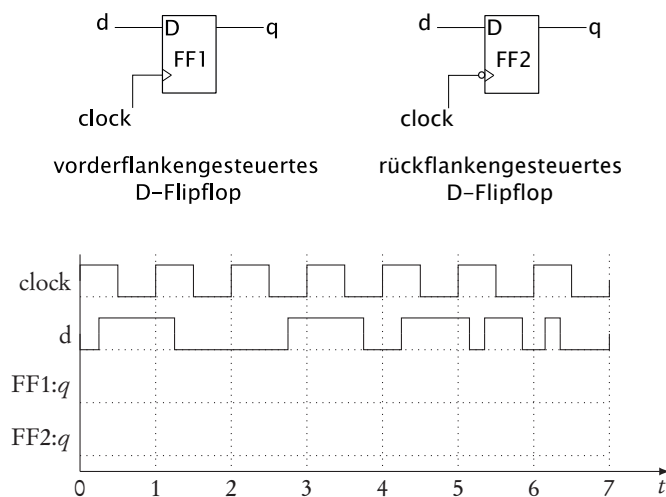 d D q
FF1
clock
vorderflankengesteuertes
D-Flipflop
d D q
FF2
clock
rückflankengesteuertes
D-Flipflop
clock
d
FF1:q
FF2:q
0 1 2 3 4 5 6 7 t